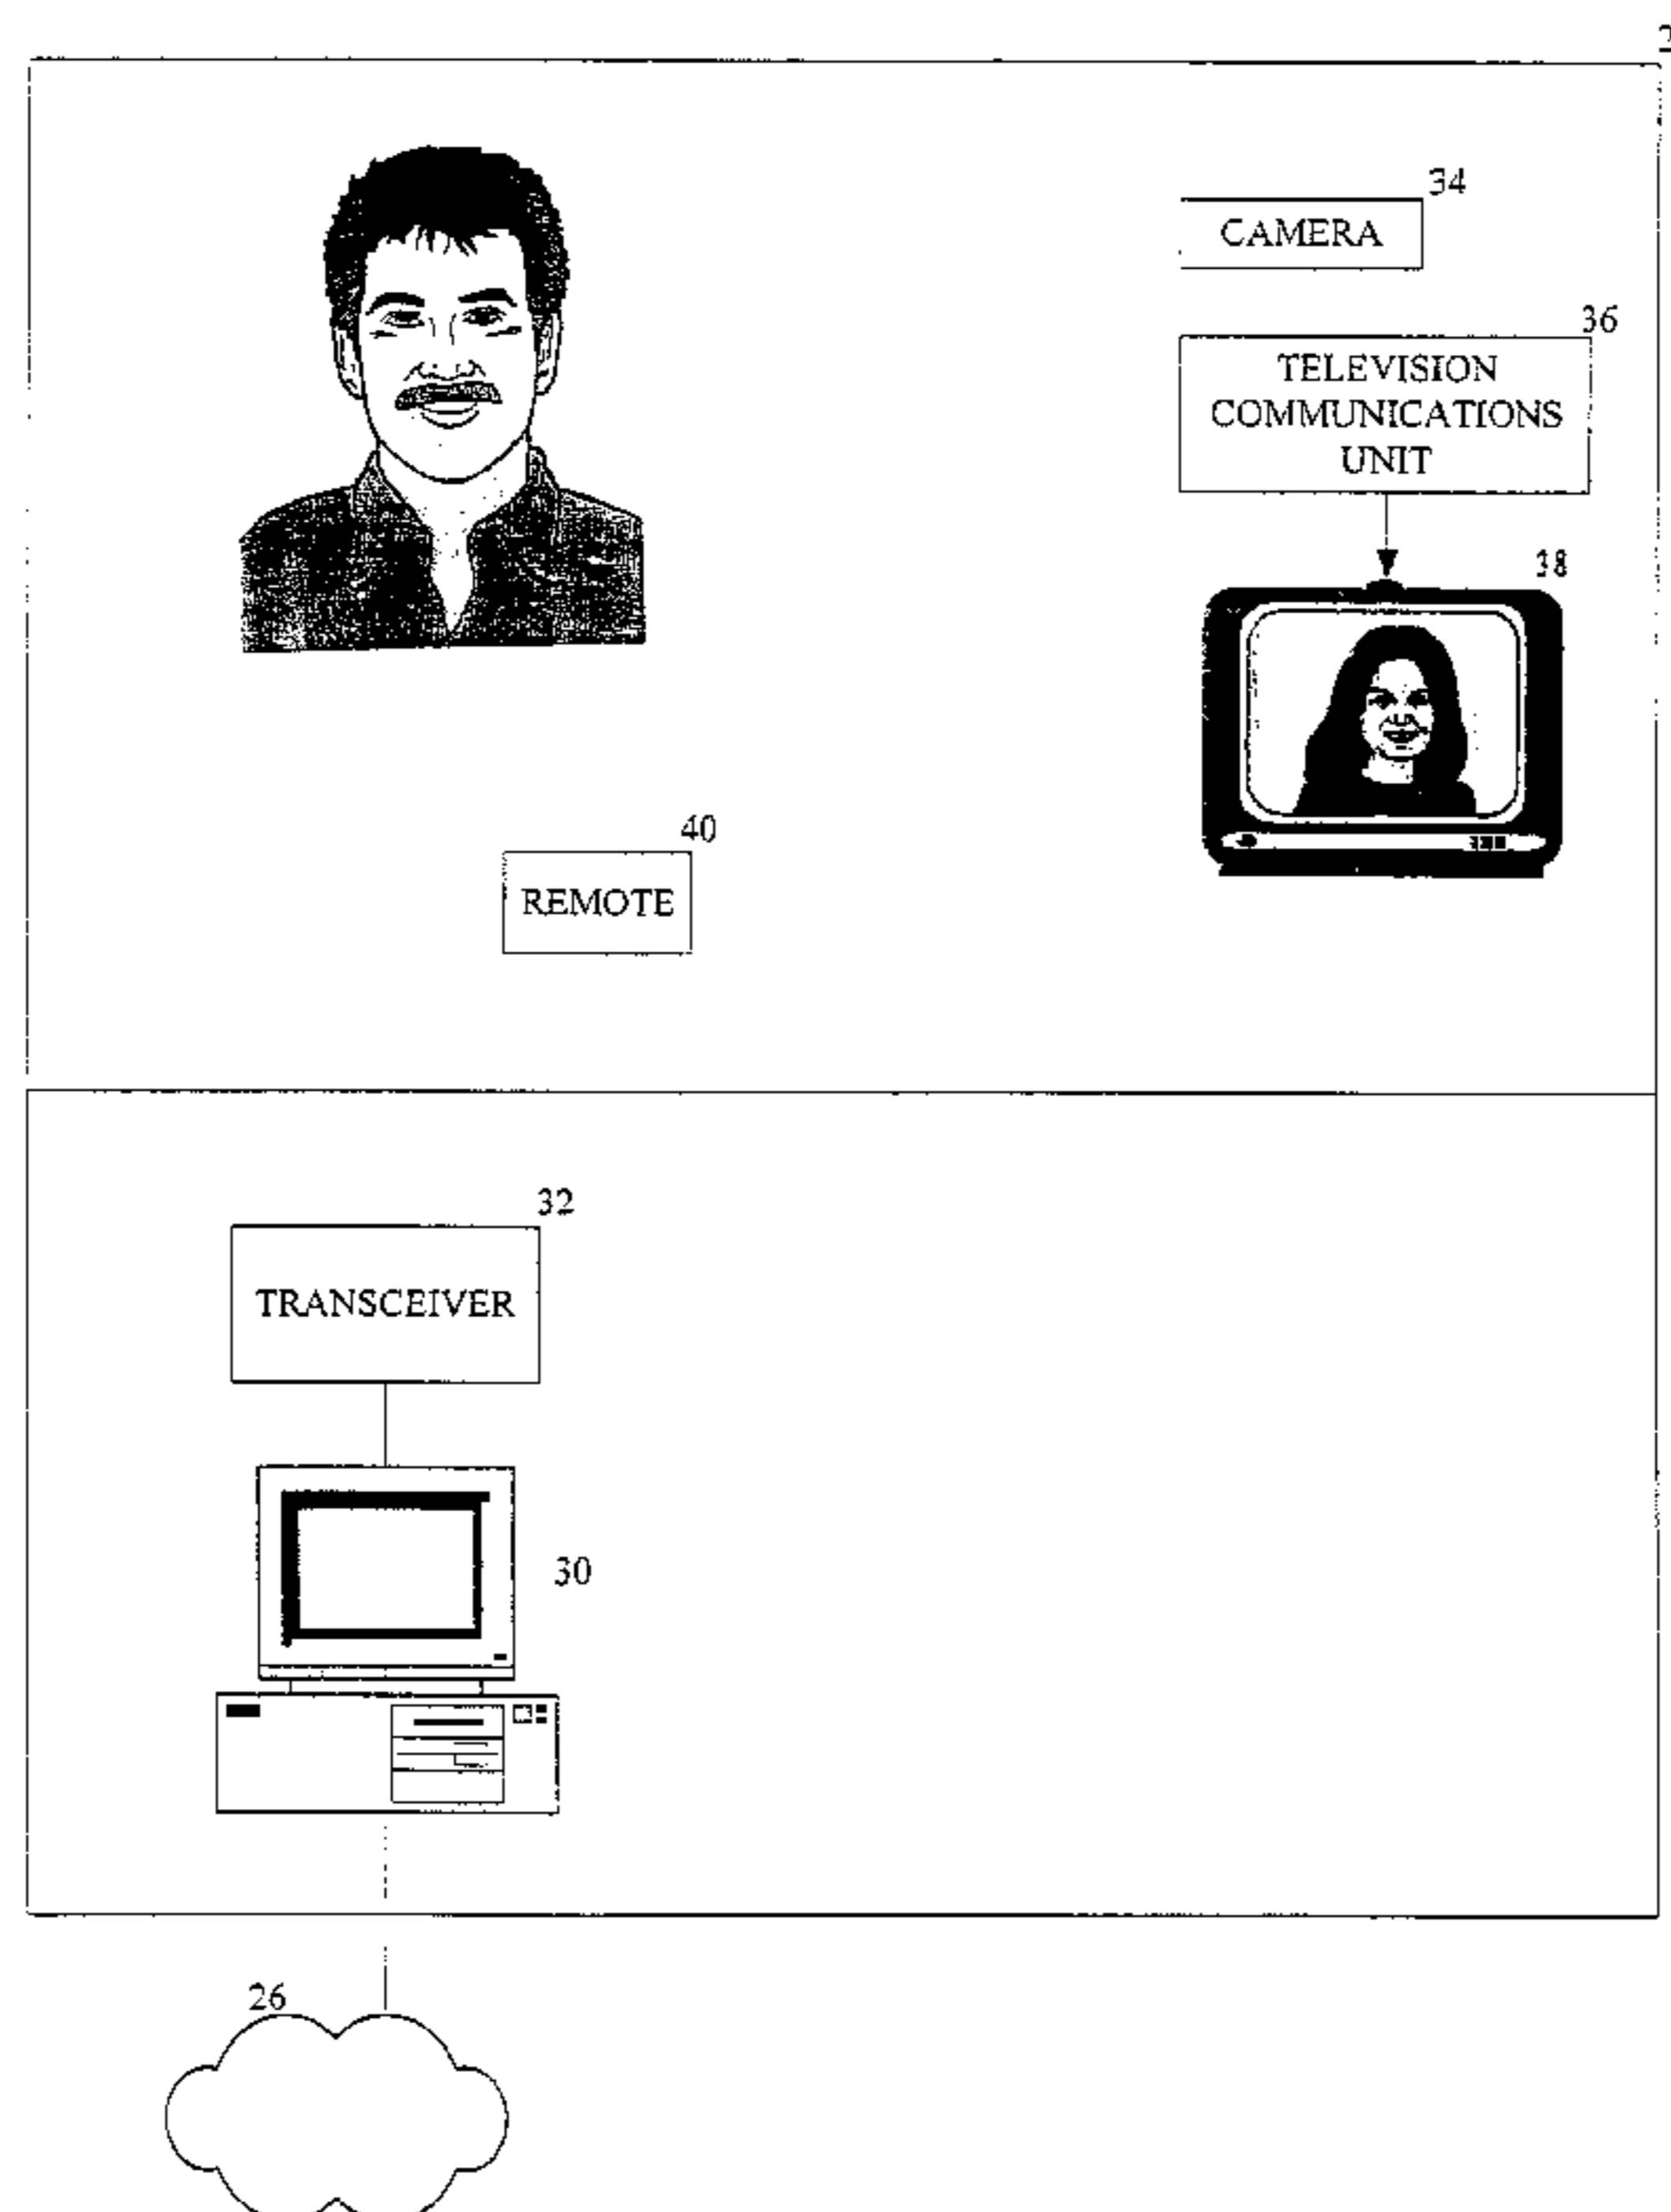 34
CAMERA
36
TELEVISION
COMMUNICATIONS
UNIT
38
40
REMOTE
32
TRANSCEIVER
30
26